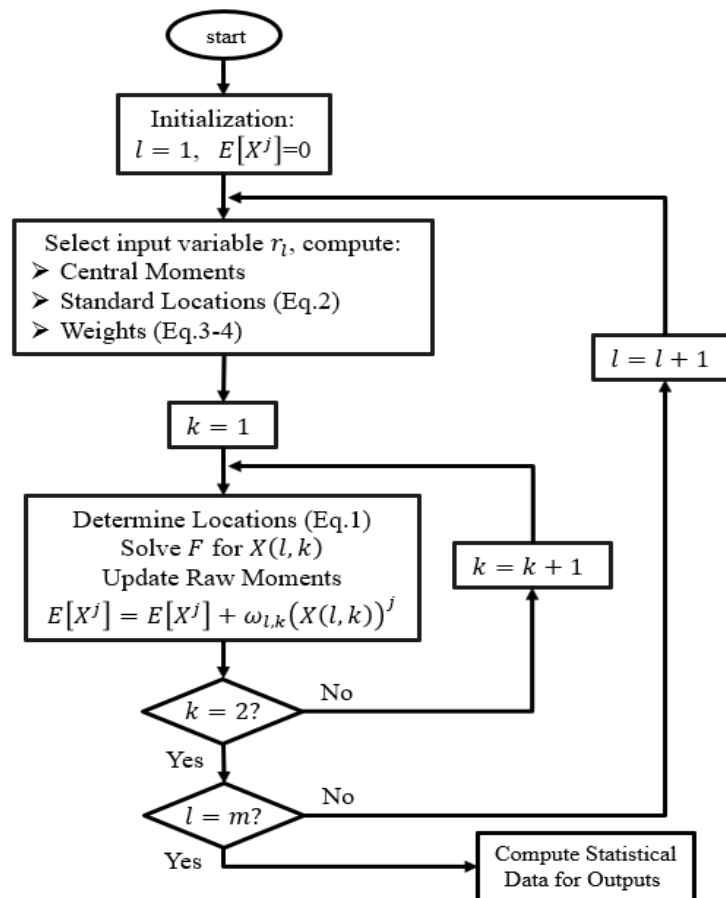 start
Initialization:
l = 1, E[X^j]=0
Select input variable r_l, compute:
➢ Central Moments
➢ Standard Locations (Eq.2)
➢ Weights (Eq.3-4)
l = l + 1
k = 1
Determine Locations (Eq.1)
Solve F for X(l, k)
Update Raw Moments
E[X^j] = E[X^j] + ω_{l,k}(X(l, k))^j
k = k + 1
k = 2?
No
Yes
l = m?
No
Yes
Compute Statistical
Data for Outputs